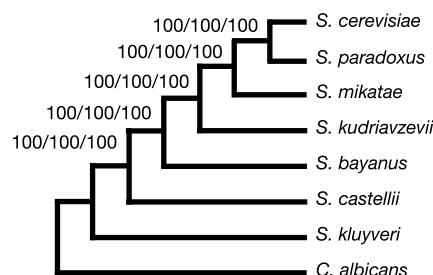 100/100/100 S. cerevisiae
100/100/100 S. paradoxus
100/100/100 S. mikatae
100/100/100 S. kudriavzevii
100/100/100 S. bayanus
S. castellii
S. kluyveri
C. albicans